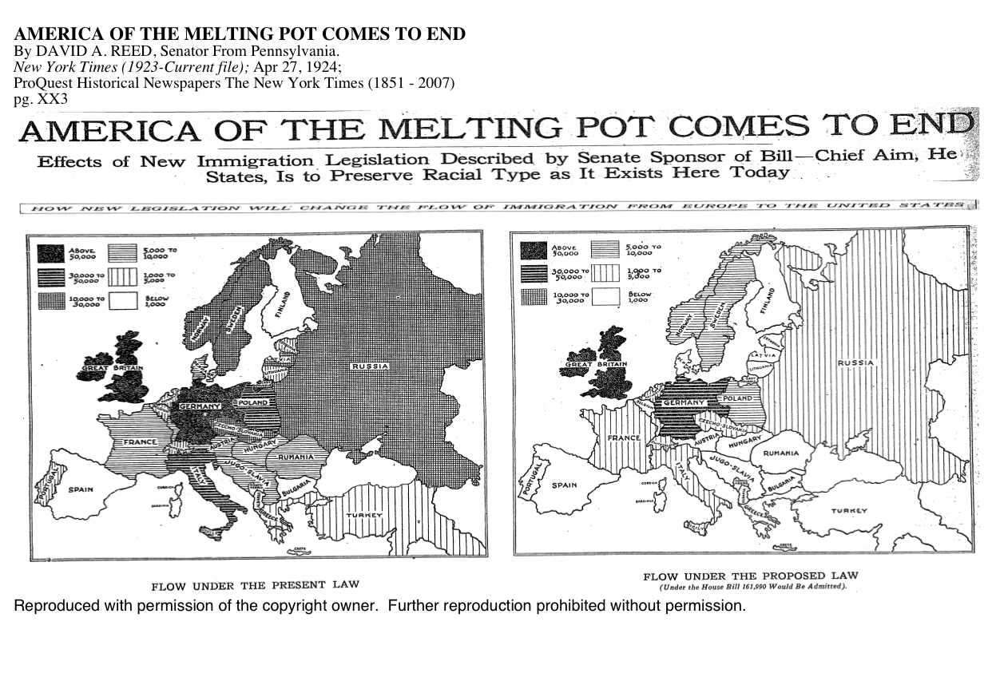 AMERICA OF THE MELTING POT COMES TO END
By DAVID A. REED, Senator From Pennsylvania.
New York Times (1923-Current file); Apr 27, 1924;
ProQuest Historical Newspapers The New York Times (1851 - 2007)
pg. XX3
AMERICA OF THE MELTING POT COMES TO END
Effects of New Immigration Legislation Described by Senate Sponsor of Bill—Chief Aim, He
States, Is to Preserve Racial Type as It Exists Here Today
HOW NEW LEGISLATION WILL CHANGE THE FLOW OF IMMIGRATION FROM EUROPE TO THE UNITED STATES
ABOVE 50,000
5,000 TO 10,000
30,000 TO 50,000
1,000 TO 5,000
10,000 TO 30,000
BELOW 1,000
NORWAY
SWEDEN
FINLAND
GREAT BRITAIN
RUSSIA
GERMANY
POLAND
CZECHO-SLOVAKIA
FRANCE
AUSTRIA
HUNGARY
RUMANIA
JUGO-SLAVIA
ITALY
BULGARIA
PORTUGAL
SPAIN
CORSICA
SARDINIA
GREECE
TURKEY
SICILY
CRETE
FLOW UNDER THE PRESENT LAW
ABOVE 50,000
5,000 TO 10,000
30,000 TO 50,000
1,000 TO 5,000
10,000 TO 30,000
BELOW 1,000
NORWAY
SWEDEN
FINLAND
LATVIA
LITHUANIA
GREAT BRITAIN
RUSSIA
BELGIUM
GERMANY
POLAND
CZECHO-SLOVAKIA
FRANCE
AUSTRIA
HUNGARY
RUMANIA
JUGO-SLAVIA
ITALY
BULGARIA
PORTUGAL
SPAIN
CORSICA
SARDINIA
GREECE
TURKEY
SICILY
CRETE
FLOW UNDER THE PROPOSED LAW
(Under the House Bill 161,990 Would Be Admitted).
Reproduced with permission of the copyright owner.  Further reproduction prohibited without permission.